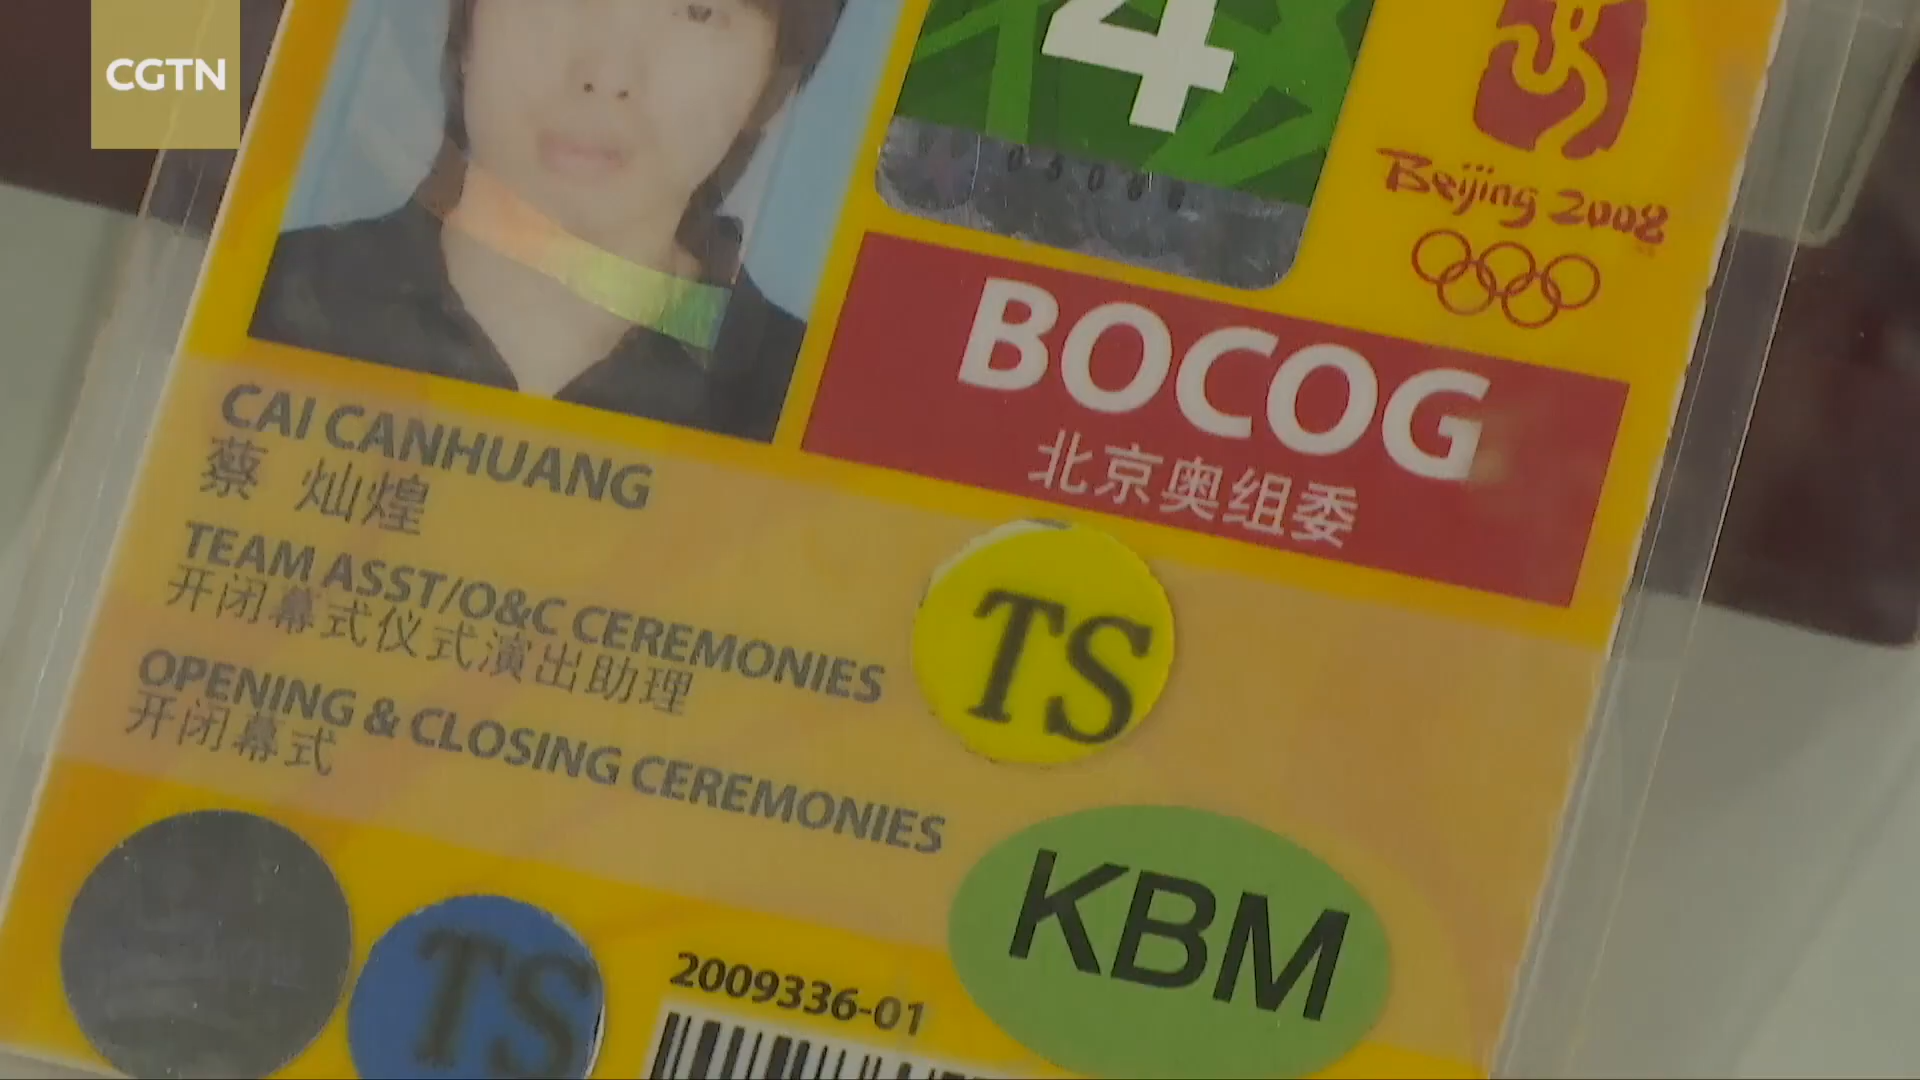 CGTN
4
Beijing 2008
BOCOG
北京奥组委
CAI CANHUANG
蔡 灿煌
TEAM ASST/O&C CEREMONIES
开闭幕式仪式演出助理
OPENING & CLOSING CEREMONIES
开闭幕式
TS
KBM
TS
2009336-01